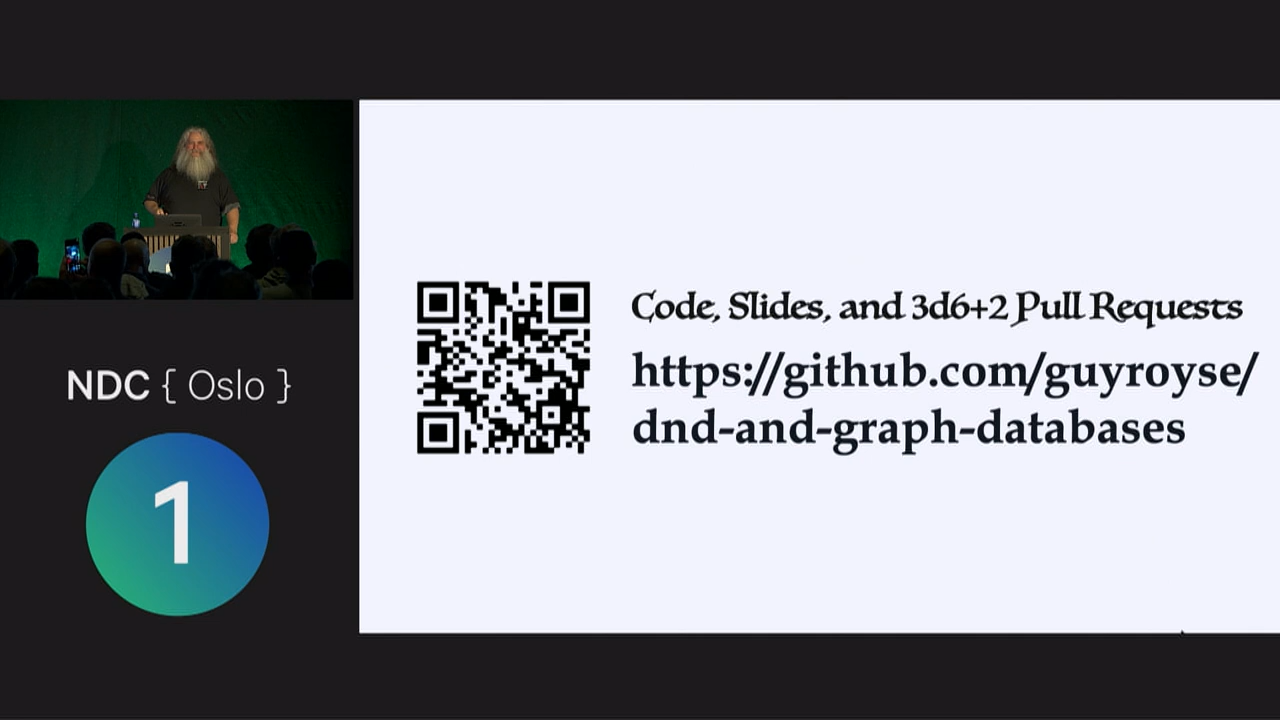 NDC { Oslo }
1
Code, Slides, and 3d6+2 Pull Requests
https://github.com/guyroyse/
dnd-and-graph-databases